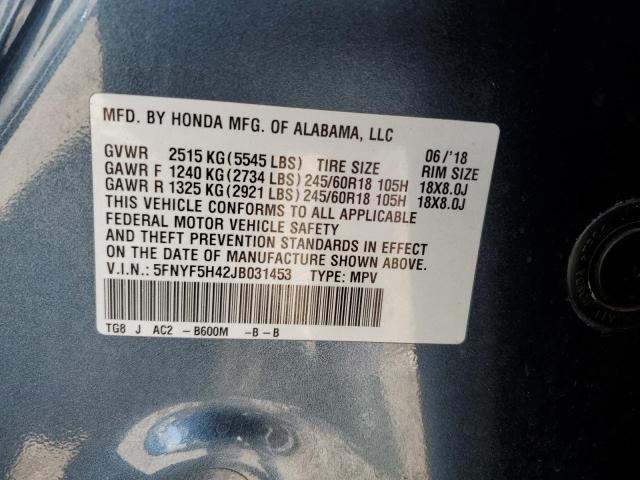 MFD. BY HONDA MFG. OF ALABAMA, LLC
GVWR 2515 KG (5545 LBS) TIRE SIZE 06/'18 RIM SIZE
GAWR F 1240 KG (2734 LBS) 245/60R18 105H 18X8.0J
GAWR R 1325 KG (2921 LBS) 245/60R18 105H 18X8.0J
THIS VEHICLE CONFORMS TO ALL APPLICABLE
FEDERAL MOTOR VEHICLE SAFETY
AND THEFT PREVENTION STANDARDS IN EFFECT
ON THE DATE OF MANUFACTURE SHOWN ABOVE.
V.I.N.: 5FNYF5H42JB031453 TYPE: MPV
TG8 J AC2 - B600M -B-B